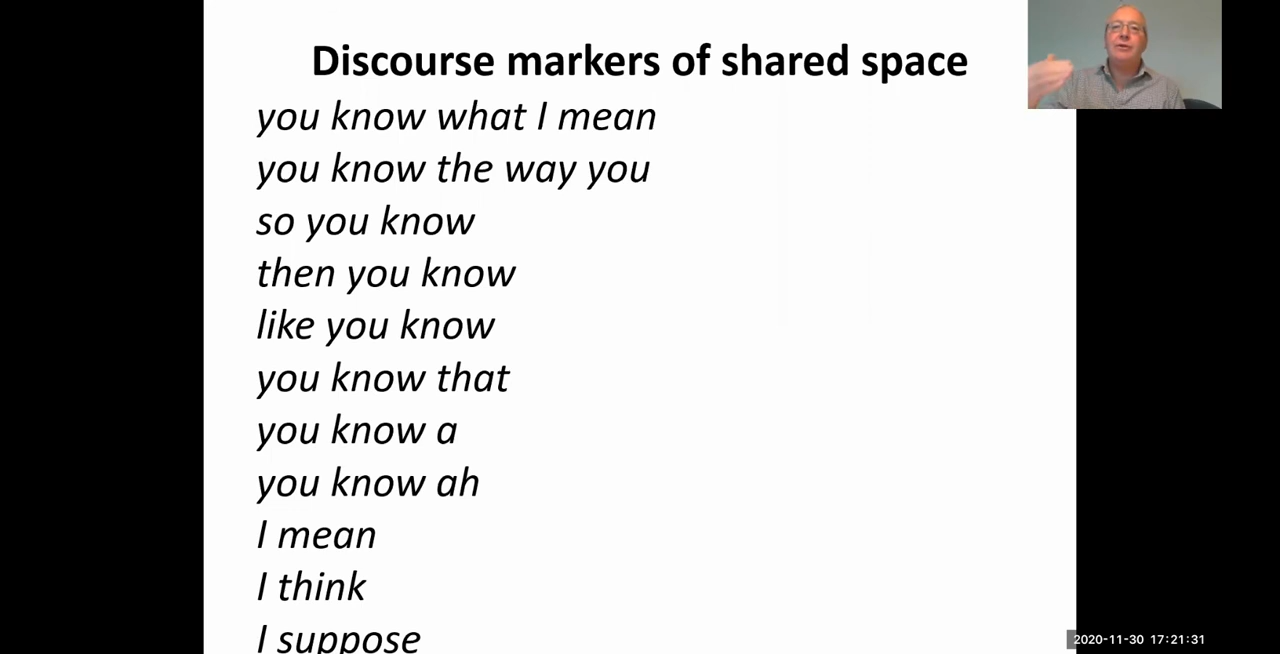 Discourse markers of shared space
you know what I mean
you know the way you
so you know
then you know
like you know
you know that
you know a
you know ah
I mean
I think
I suppose
2020-11-30 17:21:31